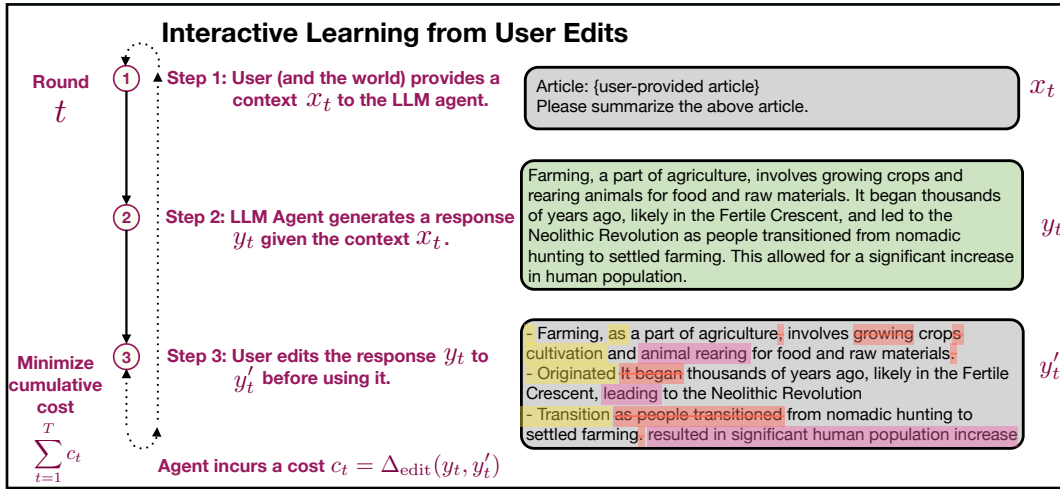 Interactive Learning from User Edits
Round
t
1
Step 1: User (and the world) provides a
context x_t to the LLM agent.
Article: {user-provided article}
Please summarize the above article.
x_t
2
Step 2: LLM Agent generates a response
y_t given the context x_t.
Farming, a part of agriculture, involves growing crops and
rearing animals for food and raw materials. It began thousands
of years ago, likely in the Fertile Crescent, and led to the
Neolithic Revolution as people transitioned from nomadic
hunting to settled farming. This allowed for a significant increase
in human population.
y_t
3
Step 3: User edits the response y_t to
y'_t before using it.
- Farming, as a part of agriculture, involves growing crops
cultivation and animal rearing for food and raw materials.
- Originated It began thousands of years ago, likely in the Fertile
Crescent, leading to the Neolithic Revolution
- Transition as people transitioned from nomadic hunting to
settled farming. resulted in significant human population increase
y'_t
Minimize
cumulative
cost
\sum_{t=1}^{T} c_t
Agent incurs a cost c_t = Δ_edit(y_t, y'_t)